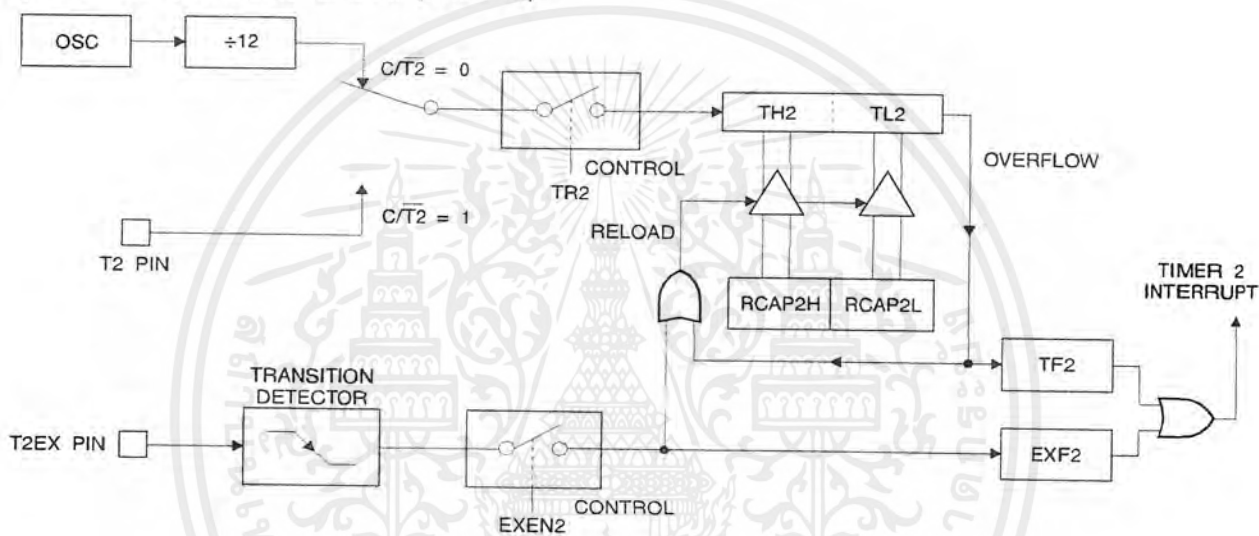 OSC
÷12
C/T2̅ = 0
TH2 TL2
CONTROL
TR2
OVERFLOW
C/T2̅ = 1
T2 PIN
RELOAD
RCAP2H RCAP2L
TIMER 2
INTERRUPT
TRANSITION
DETECTOR
TF2
T2EX PIN
EXF2
CONTROL
EXEN2